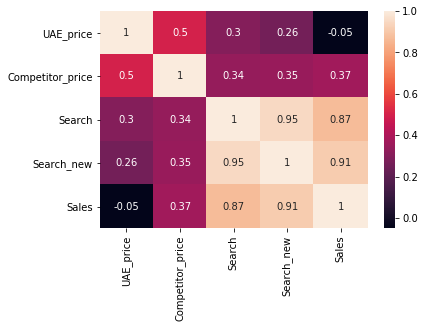 UAE_price 1 0.5 0.3 0.26 -0.05
Competitor_price 0.5 1 0.34 0.35 0.37
Search 0.3 0.34 1 0.95 0.87
Search_new 0.26 0.35 0.95 1 0.91
Sales -0.05 0.37 0.87 0.91 1
UAE_price
Competitor_price
Search
Search_new
Sales
1.0
0.8
0.6
0.4
0.2
0.0